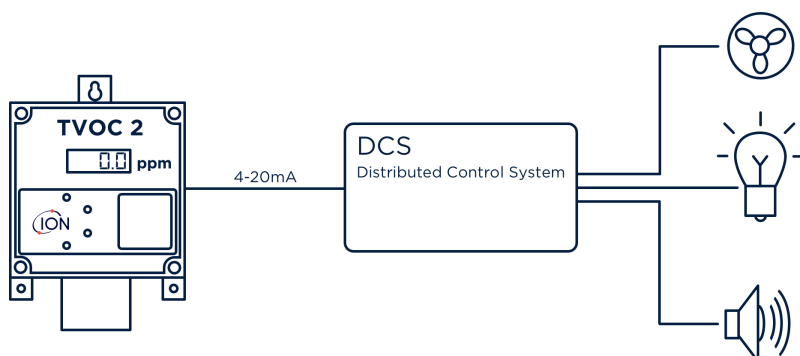 TVOC 2
0.0 ppm
ION
4-20mA
DCS
Distributed Control System